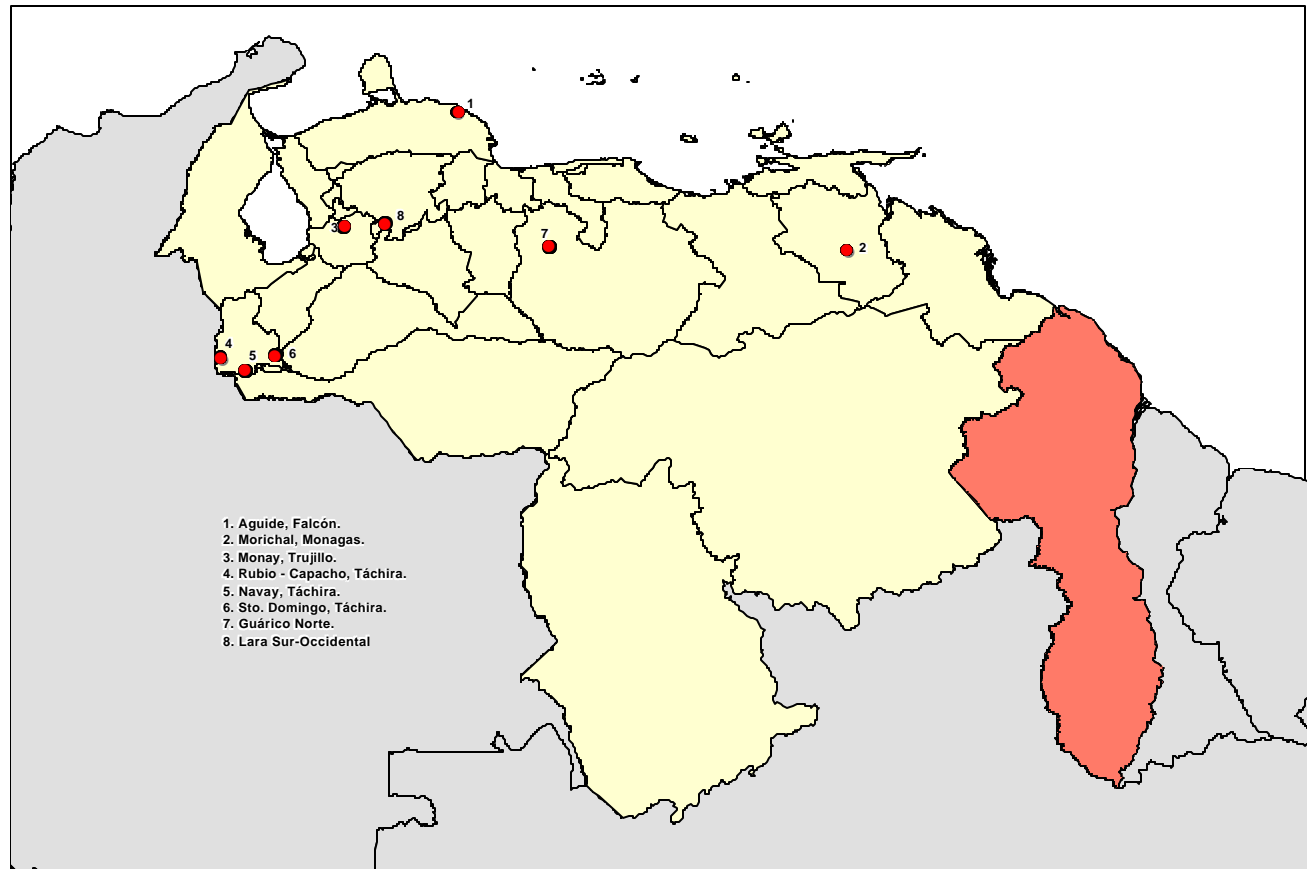 1
8
3
7
2
4
5
6
1. Aguide, Falcón.
2. Morichal, Monagas.
3. Monay, Trujillo.
4. Rubio - Capacho, Táchira.
5. Navay, Táchira.
6. Sto. Domingo, Táchira.
7. Guárico Norte.
8. Lara Sur-Occidental